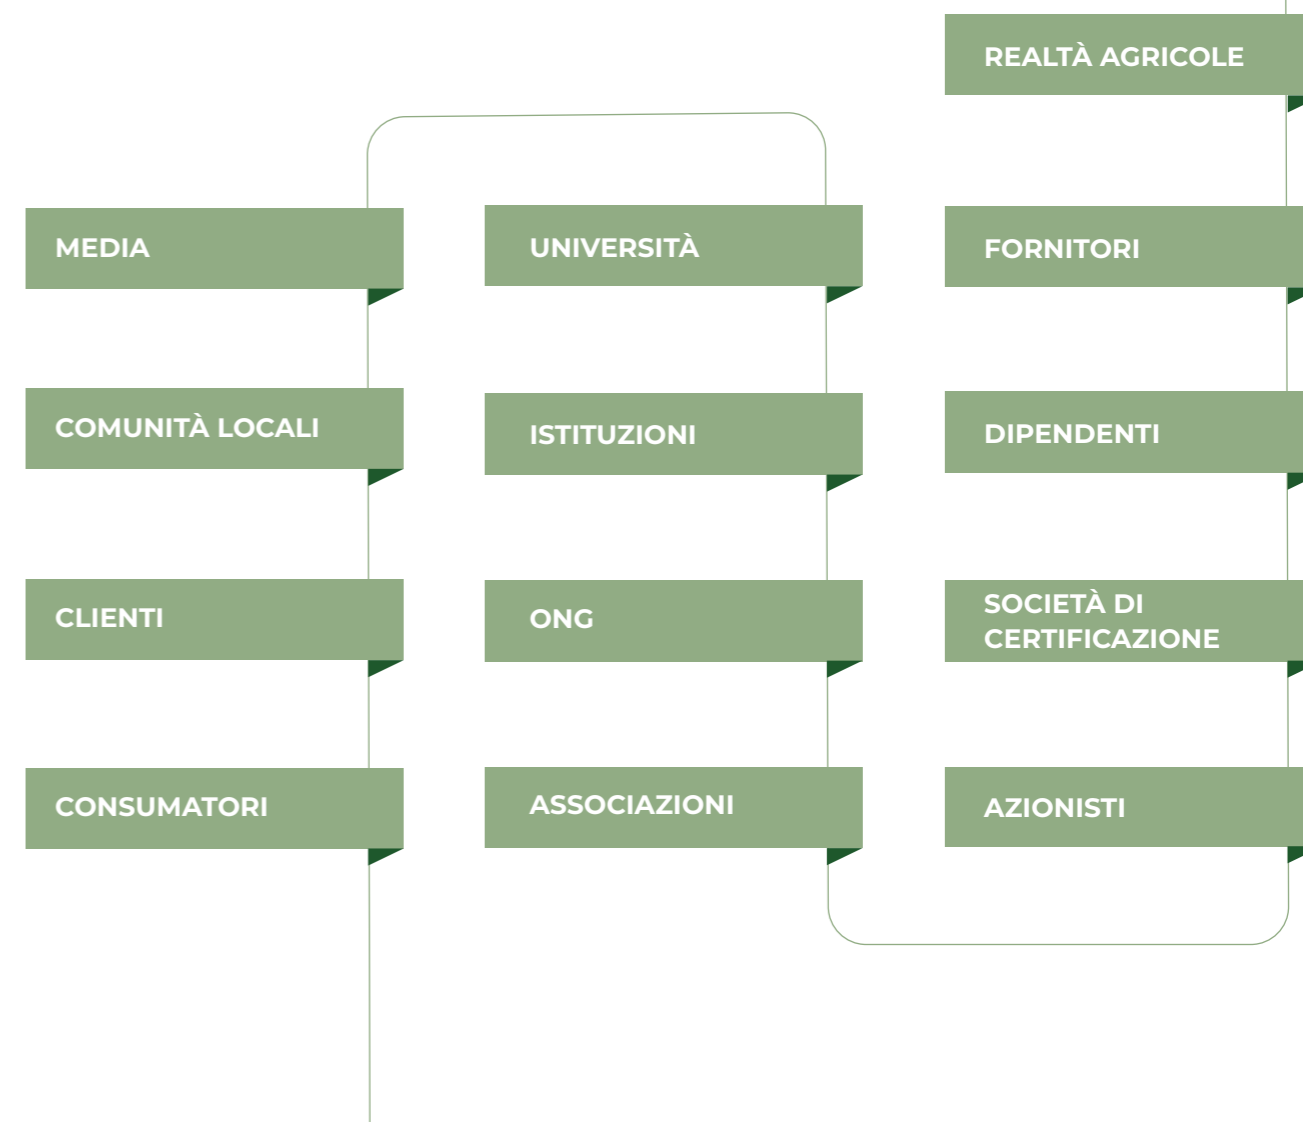 MEDIA
COMUNITÀ LOCALI
CLIENTI
CONSUMATORI
UNIVERSITÀ
ISTITUZIONI
ONG
ASSOCIAZIONI
REALTÀ AGRICOLE
FORNITORI
DIPENDENTI
SOCIETÀ DI
CERTIFICAZIONE
AZIONISTI